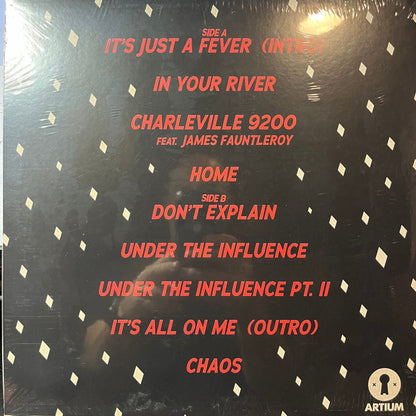 SIDE A
IT'S JUST A FEVER (INTRO)
IN YOUR RIVER
CHARLEVILLE 9200
FEAT. JAMES FAUNTLEROY
HOME
SIDE B
DON'T EXPLAIN
UNDER THE INFLUENCE
UNDER THE INFLUENCE PT. II
IT'S ALL ON ME (OUTRO)
CHAOS
ARTIUM